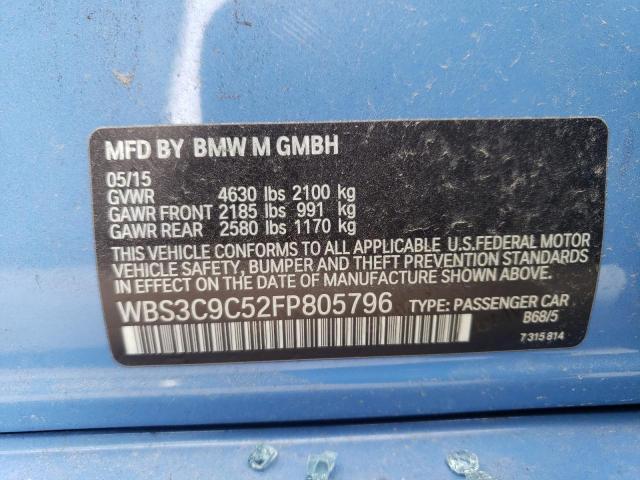 MFD BY BMW M GMBH
05/15
GVWR 4630 lbs 2100 kg
GAWR FRONT 2185 lbs 991 kg
GAWR REAR 2580 lbs 1170 kg
THIS VEHICLE CONFORMS TO ALL APPLICABLE U.S.FEDERAL MOTOR
VEHICLE SAFETY, BUMPER AND THEFT PREVENTION STANDARDS
IN EFFECT ON THE DATE OF MANUFACTURE SHOWN ABOVE.
WBS3C9C52FP805796 TYPE: PASSENGER CAR
B68/5
7 315 814